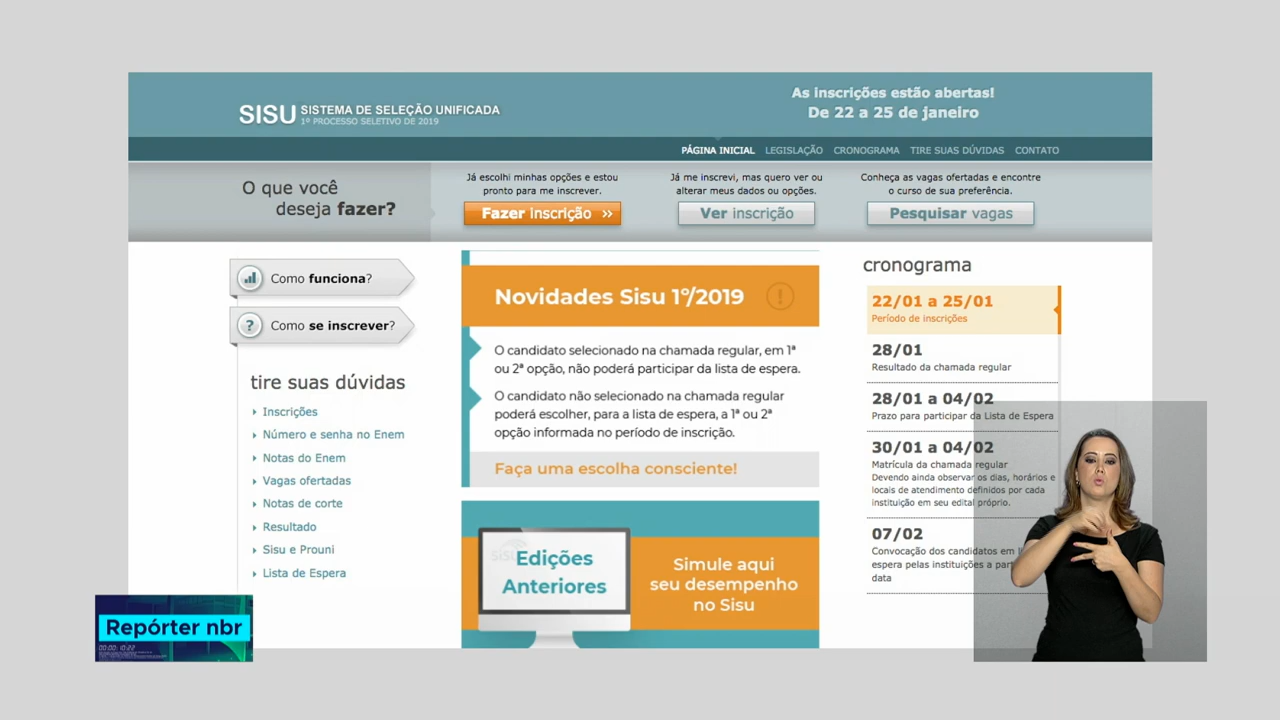 SISU SISTEMA DE SELEÇÃO UNIFICADA
1º PROCESSO SELETIVO DE 2019
As inscrições estão abertas!
De 22 a 25 de janeiro
PÁGINA INICIAL LEGISLAÇÃO CRONOGRAMA TIRE SUAS DÚVIDAS CONTATO
O que você
deseja fazer?
Já escolhi minhas opções e estou
pronto para me inscrever.
Fazer inscrição »
Já me inscrevi, mas quero ver ou
alterar meus dados ou opções.
Ver inscrição
Conheça as vagas ofertadas e encontre
o curso de sua preferência.
Pesquisar vagas
Como funciona?
? Como se inscrever?
tire suas dúvidas
Inscrições
Número e senha no Enem
Notas do Enem
Vagas ofertadas
Notas de corte
Resultado
Sisu e Prouni
Lista de Espera
Novidades Sisu 1º/2019 !
O candidato selecionado na chamada regular, em 1ª
ou 2ª opção, não poderá participar da lista de espera.
O candidato não selecionado na chamada regular
poderá escolher, para a lista de espera, a 1ª ou 2ª
opção informada no período de inscrição.
Faça uma escolha consciente!
Edições
Anteriores
Simule aqui
seu desempenho
no Sisu
cronograma
22/01 a 25/01
Período de inscrições
28/01
Resultado da chamada regular
28/01 a 04/02
Prazo para participar da Lista de Espera
30/01 a 04/02
Matrícula da chamada regular
Devendo ainda observar os dias, horários e
locais de atendimento definidos por cada
instituição em seu edital próprio.
07/02
Convocação dos candidatos em
espera pelas instituições a
data
Repórter nbr